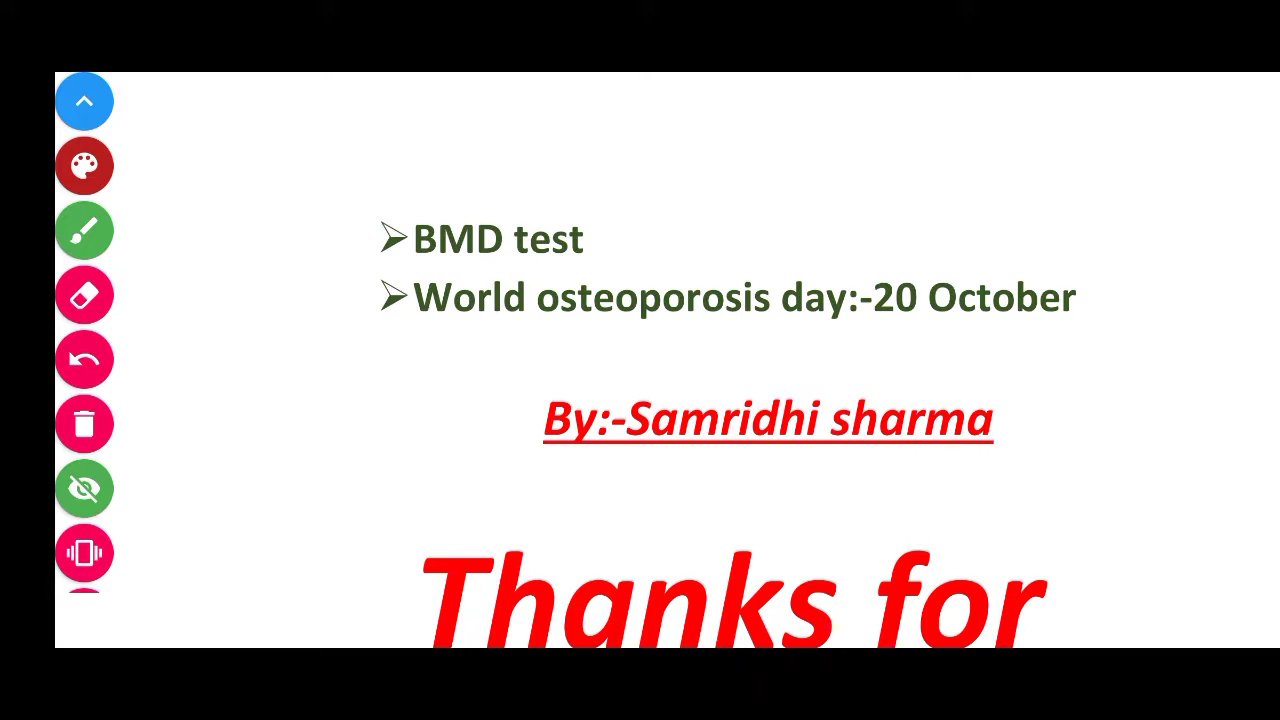 ➢BMD test
➢World osteoporosis day:-20 October
By:-Samridhi sharma
Thanks for